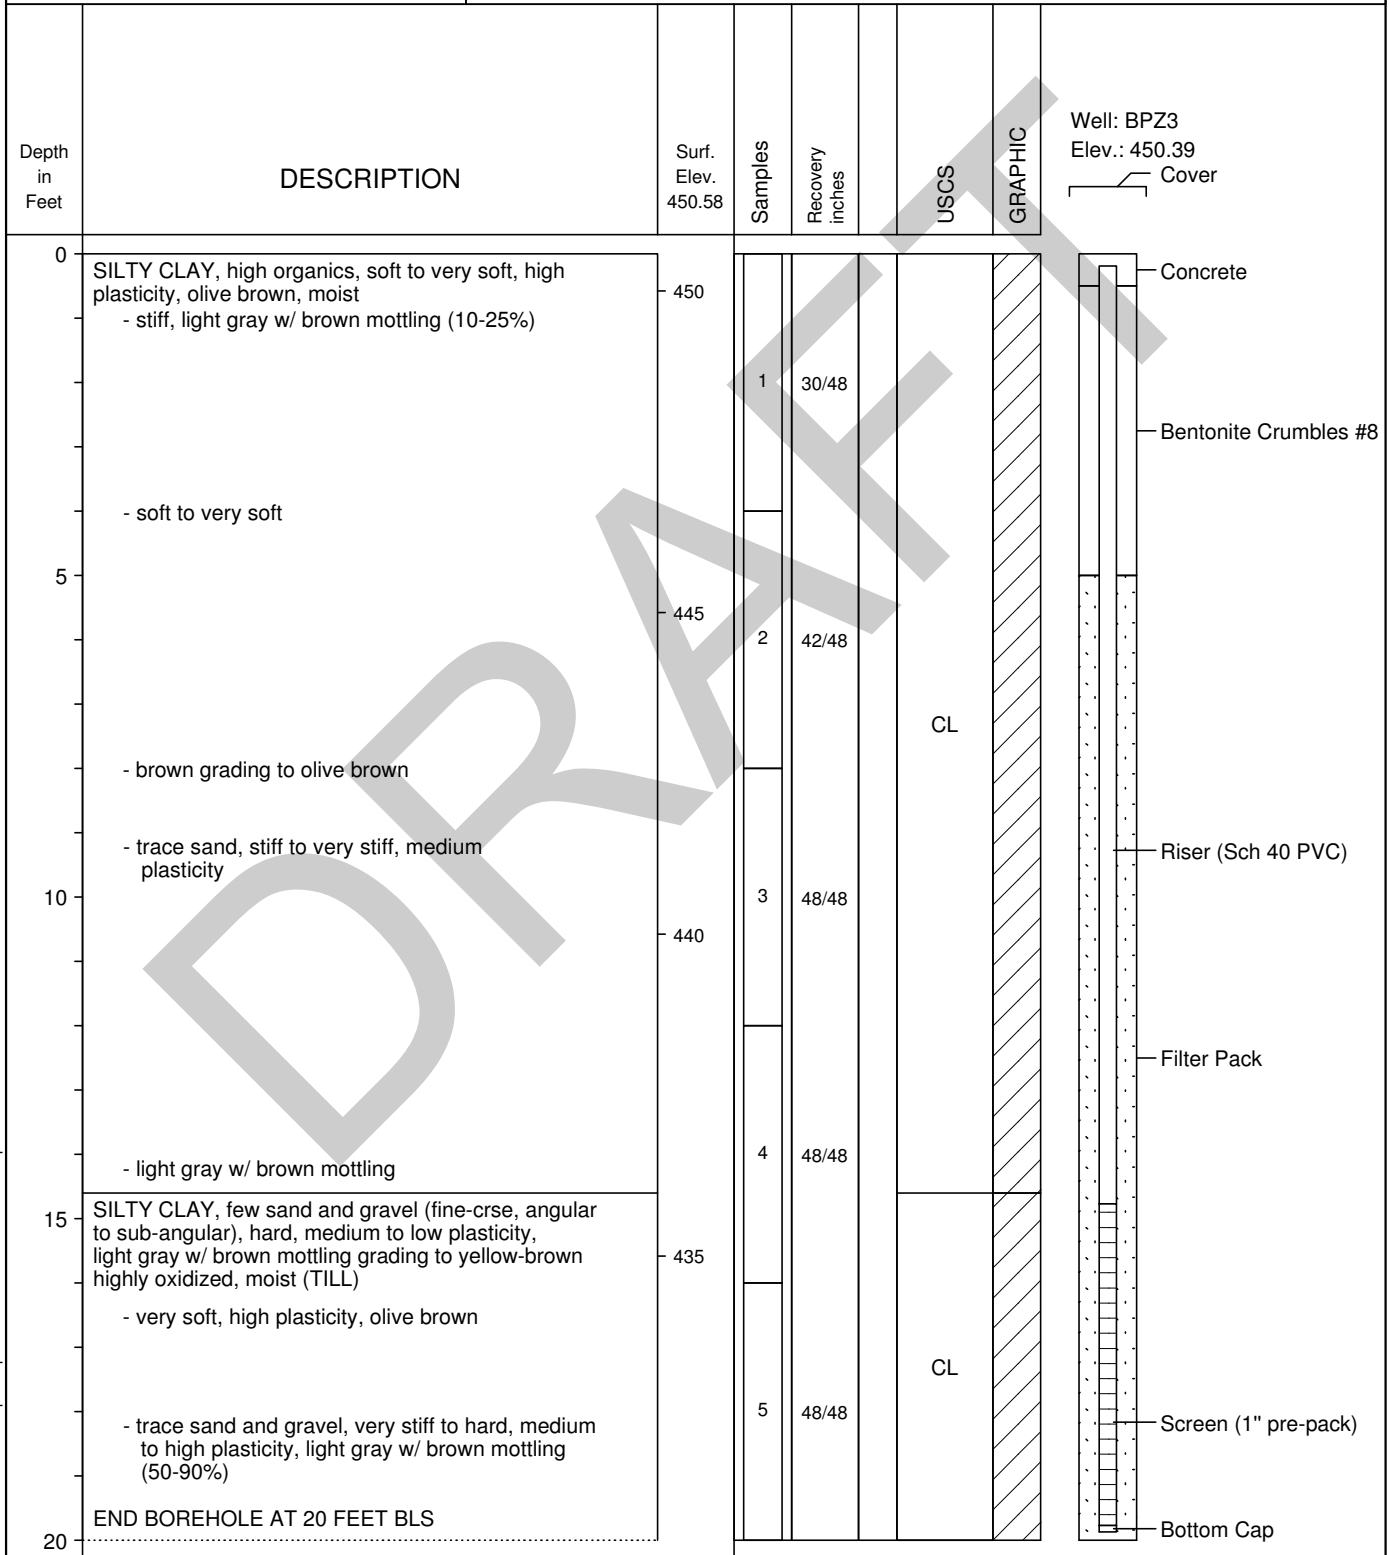 Depth
in
Feet
DESCRIPTION
Surf.
Elev.
450.58
Samples
Recovery
inches
USCS
GRAPHIC
Well: BPZ3
Elev.: 450.39
Cover
0
SILTY CLAY, high organics, soft to very soft, high
plasticity, olive brown, moist
- stiff, light gray w/ brown mottling (10-25%)
450
Concrete
1
30/48
Bentonite Crumbles #8
- soft to very soft
5
445
2
42/48
CL
- brown grading to olive brown
- trace sand, stiff to very stiff, medium
plasticity
Riser (Sch 40 PVC)
10
3
48/48
440
Filter Pack
4
48/48
- light gray w/ brown mottling
15
SILTY CLAY, few sand and gravel (fine-crse, angular
to sub-angular), hard, medium to low plasticity,
light gray w/ brown mottling grading to yellow-brown
highly oxidized, moist (TILL)
435
- very soft, high plasticity, olive brown
CL
5
48/48
- trace sand and gravel, very stiff to hard, medium
to high plasticity, light gray w/ brown mottling
(50-90%)
Screen (1" pre-pack)
END BOREHOLE AT 20 FEET BLS
20
Bottom Cap
DRAFT